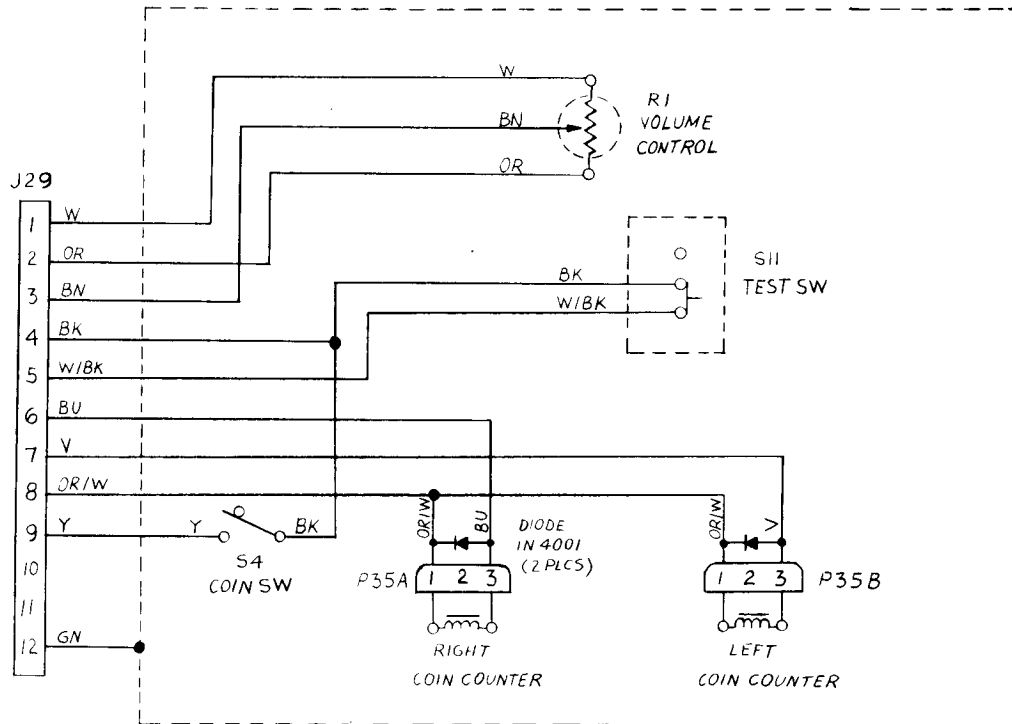 W
R1
VOLUME
CONTROL
BN
OR
J29
1 W
2 OR
3 BN
4 BK
5 W/BK
6 BU
7 V
8 OR/W
9 Y
10
11
12 GN
BK
W/BK
S11
TEST SW
Y
BK
S4
COIN SW
OR/W
BU
DIODE
IN 4001
(2 PLCS)
OR/W
V
P35A 1 2 3
1 2 3 P35B
RIGHT
COIN COUNTER
LEFT
COIN COUNTER